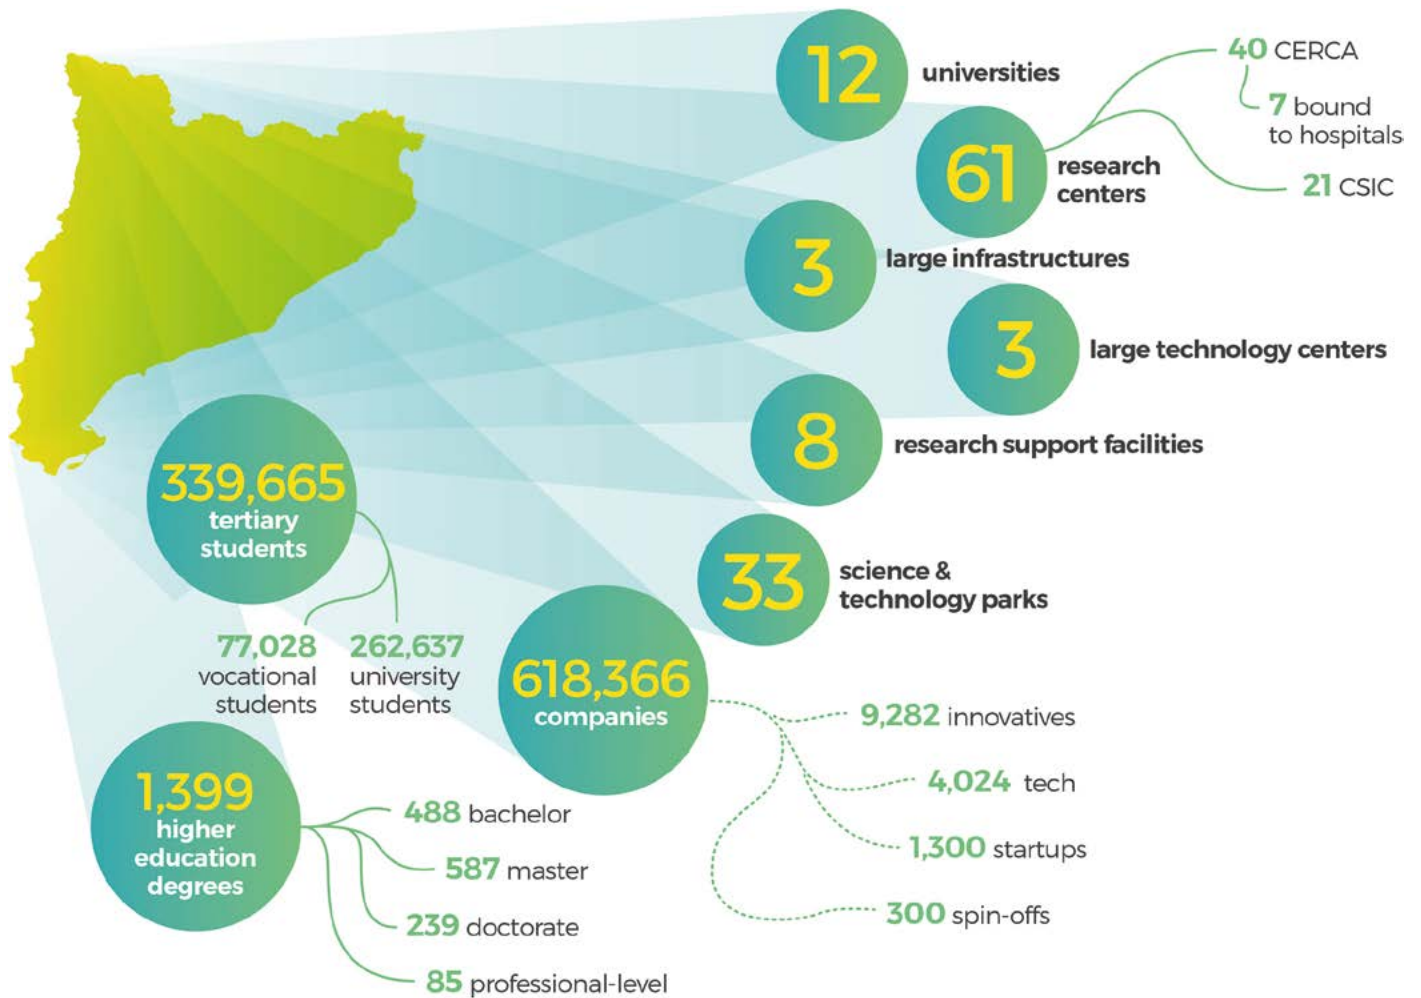 12
universities
40 CERCA
7 bound
to hospitals
61
research
centers
21 CSIC
3
large infrastructures
3
large technology centers
8
research support facilities
339,665
tertiary
students
77,028
vocational
students
262,637
university
students
33
science &
technology parks
618,366
companies
9,282 innovatives
4,024 tech
1,300 startups
300 spin-offs
1,399
higher
education
degrees
488 bachelor
587 master
239 doctorate
85 professional-level